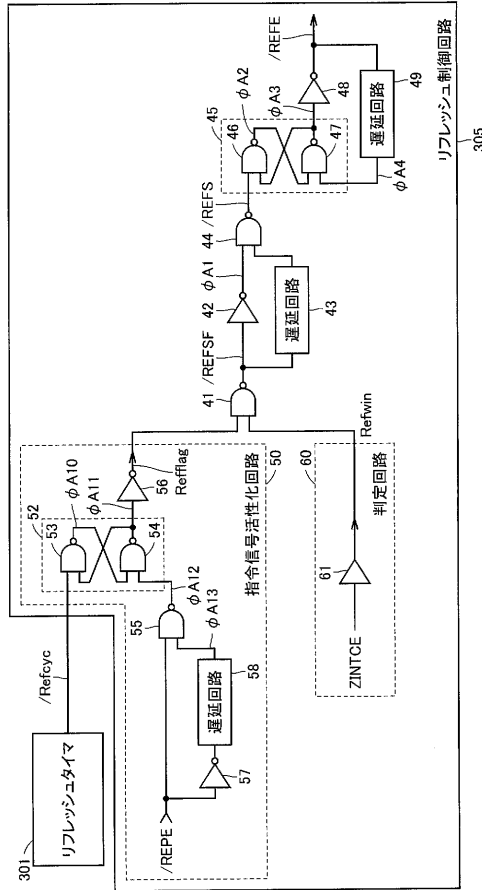 301
リフレッシュタイマ
/Refcyc
52
53
φA10
φA11
54
56
Refflag
55
φA12
φA13
58
遅延回路
57
/REPE
指令信号活性化回路
50
60
判定回路
61
ZINTCE
Refwin
41
/REFSF
42
φA1
遅延回路
43
44
/REFS
45
46
φA2
φA3
47
48
/REFE
遅延回路
49
φA4
リフレッシュ制御回路
305